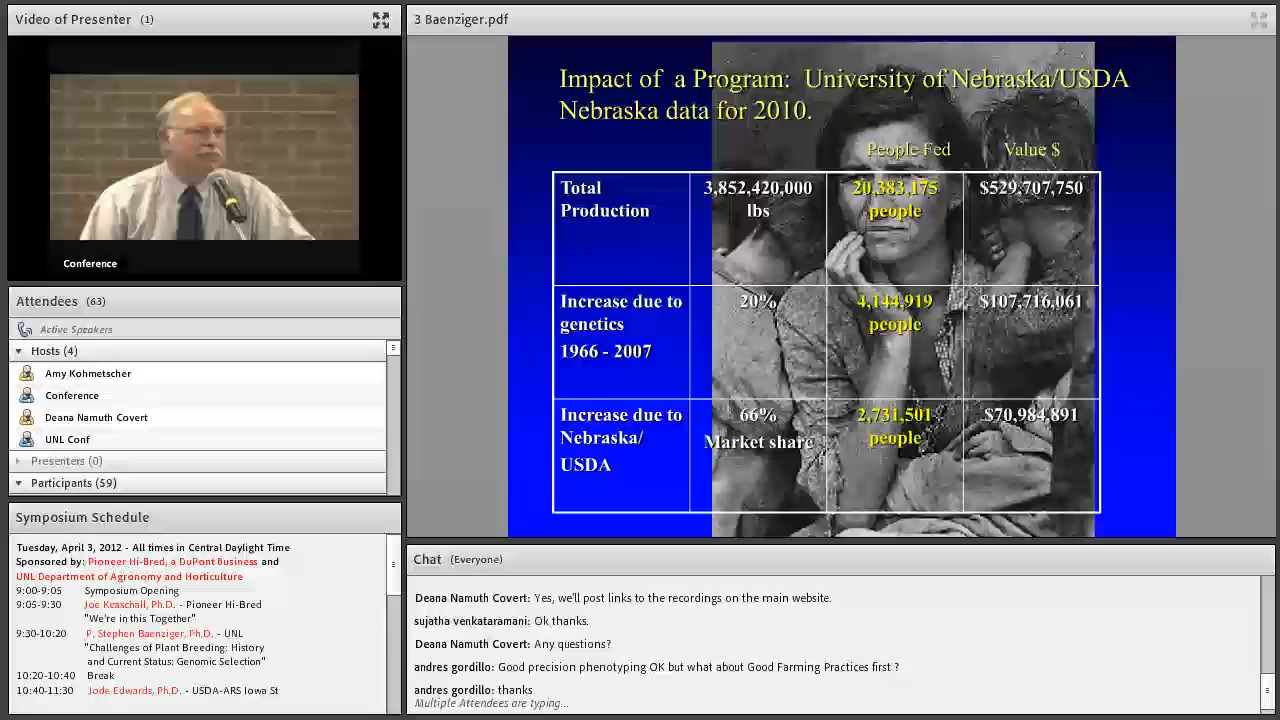 Video of Presenter (1)
Conference
Attendees (63)
Active Speakers
Hosts (4)
Amy Kohmetscher
Conference
Deana Namuth Covert
UNL Conf
Presenters (0)
Participants (59)
Symposium Schedule
Tuesday, April 3, 2012 - All times in Central Daylight Time
Sponsored by: Pioneer Hi-Bred, a DuPont Business and
UNL Department of Agronomy and Horticulture
9:00-9:05 Symposium Opening
9:05-9:30 Joe Keaschall, Ph.D. - Pioneer Hi-Bred
"We're in this Together"
9:30-10:20 P. Stephen Baenziger, Ph.D. - UNL
"Challenges of Plant Breeding: History
and Current Status: Genomic Selection"
10:20-10:40 Break
10:40-11:30 Jode Edwards, Ph.D. - USDA-ARS Iowa St
3 Baenziger.pdf
Impact of a Program: University of Nebraska/USDA
Nebraska data for 2010.
People Fed Value $
Total 3,852,420,000 20,383,175 $529,707,750
Production lbs people
Increase due to 20% 4,144,919 $107,716,061
genetics people
1966 - 2007
Increase due to 66% 2,731,501 $70,984,891
Nebraska/ Market share people
USDA
Chat (Everyone)
Deana Namuth Covert: Yes, we'll post links to the recordings on the main website.
sujatha venkataramani: Ok thanks.
Deana Namuth Covert: Any questions?
andres gordillo: Good precision phenotyping OK but what about Good Farming Practices first ?
andres gordillo: thanks
Multiple Attendees are typing...